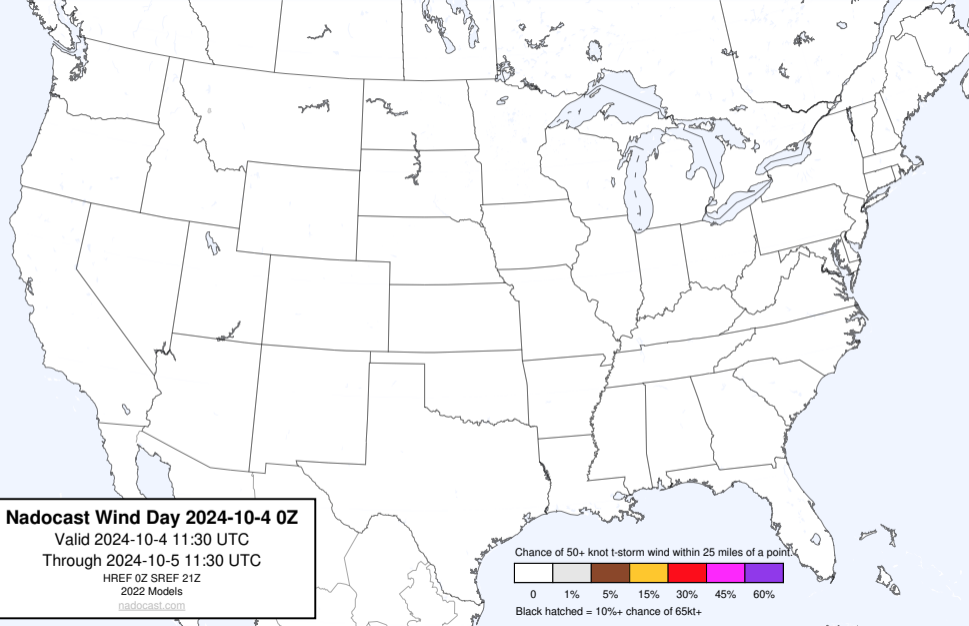 Nadocast Wind Day 2024-10-4 0Z
Valid 2024-10-4 11:30 UTC
Through 2024-10-5 11:30 UTC
HREF 0Z SREF 21Z
2022 Models
nadocast.com
Chance of 50+ knot t-storm wind within 25 miles of a point.
0 1% 5% 15% 30% 45% 60%
Black hatched = 10%+ chance of 65kt+